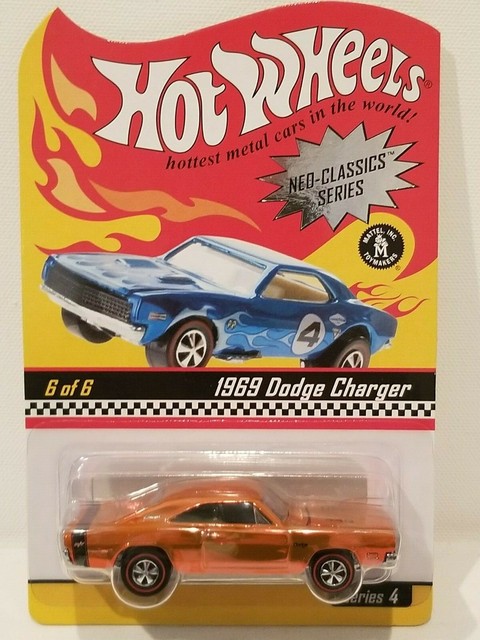 Hot Wheels®
hottest metal cars in the world!
NEO-CLASSICS™
SERIES
MATTEL, INC.
M
TOYMAKERS
®
4
6 of 6
1969 Dodge Charger
Series 4